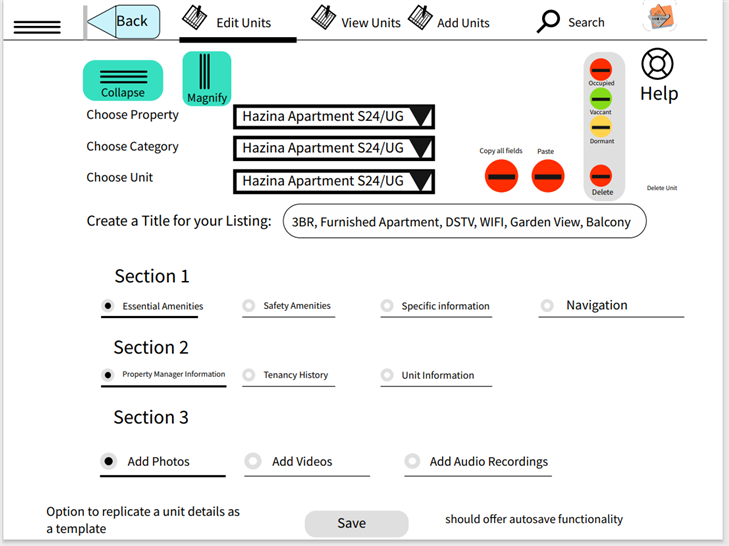 Back
Edit Units
View Units
Add Units
Search
Collapse
Magnify
Help
Occupied
Vaccant
Dormant
Delete
Delete Unit
Choose Property
Hazina Apartment S24/UG
Choose Category
Hazina Apartment S24/UG
Choose Unit
Hazina Apartment S24/UG
Copy all fields
Paste
Create a Title for your Listing:
3BR, Furnished Apartment, DSTV, WIFI, Garden View, Balcony
Section 1
Essential Amenities
Safety Amenities
Specific information
Navigation
Section 2
Property Manager Information
Tenancy History
Unit Information
Section 3
Add Photos
Add Videos
Add Audio Recordings
Option to replicate a unit details as
a template
Save
should offer autosave functionality